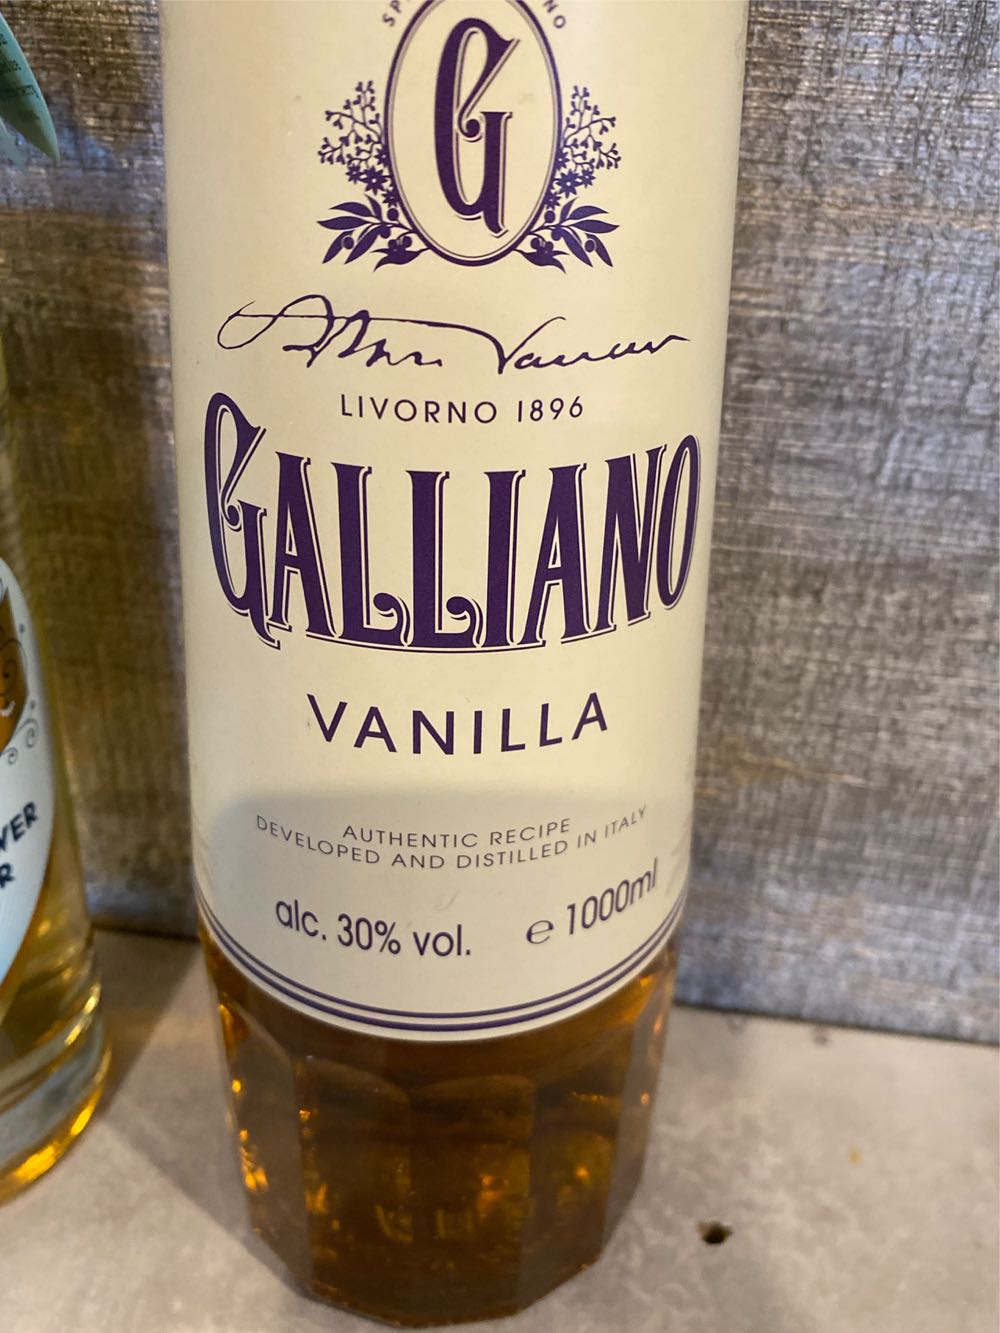 G
LIVORNO 1896
GALLIANO
VANILLA
AUTHENTIC RECIPE
DEVELOPED AND DISTILLED IN ITALY
alc. 30% vol.
e 1000ml